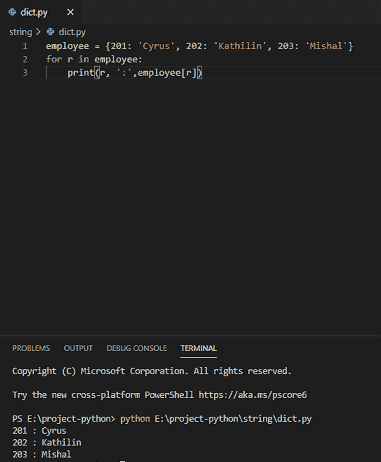 dict.py
string > dict.py
1 employee = {201: 'Cyrus', 202: 'Kathilin', 203: 'Mishal'}
2 for r in employee:
3 print(r, ':',employee[r])
PROBLEMS OUTPUT DEBUG CONSOLE TERMINAL
Copyright (C) Microsoft Corporation. All rights reserved.
Try the new cross-platform PowerShell https://aka.ms/pscore6
PS E:\project-python> python E:\project-python\string\dict.py
201 : Cyrus
202 : Kathilin
203 : Mishal